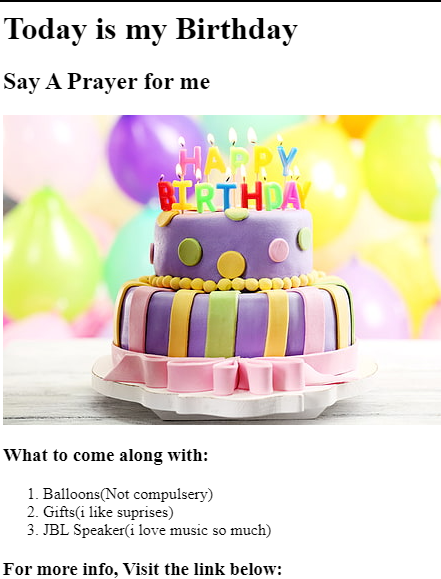 Today is my Birthday
Say A Prayer for me
HAPPY
BIRTHDAY
What to come along with:
1. Balloons(Not compulsery)
2. Gifts(i like suprises)
3. JBL Speaker(i love music so much)
For more info, Visit the link below: